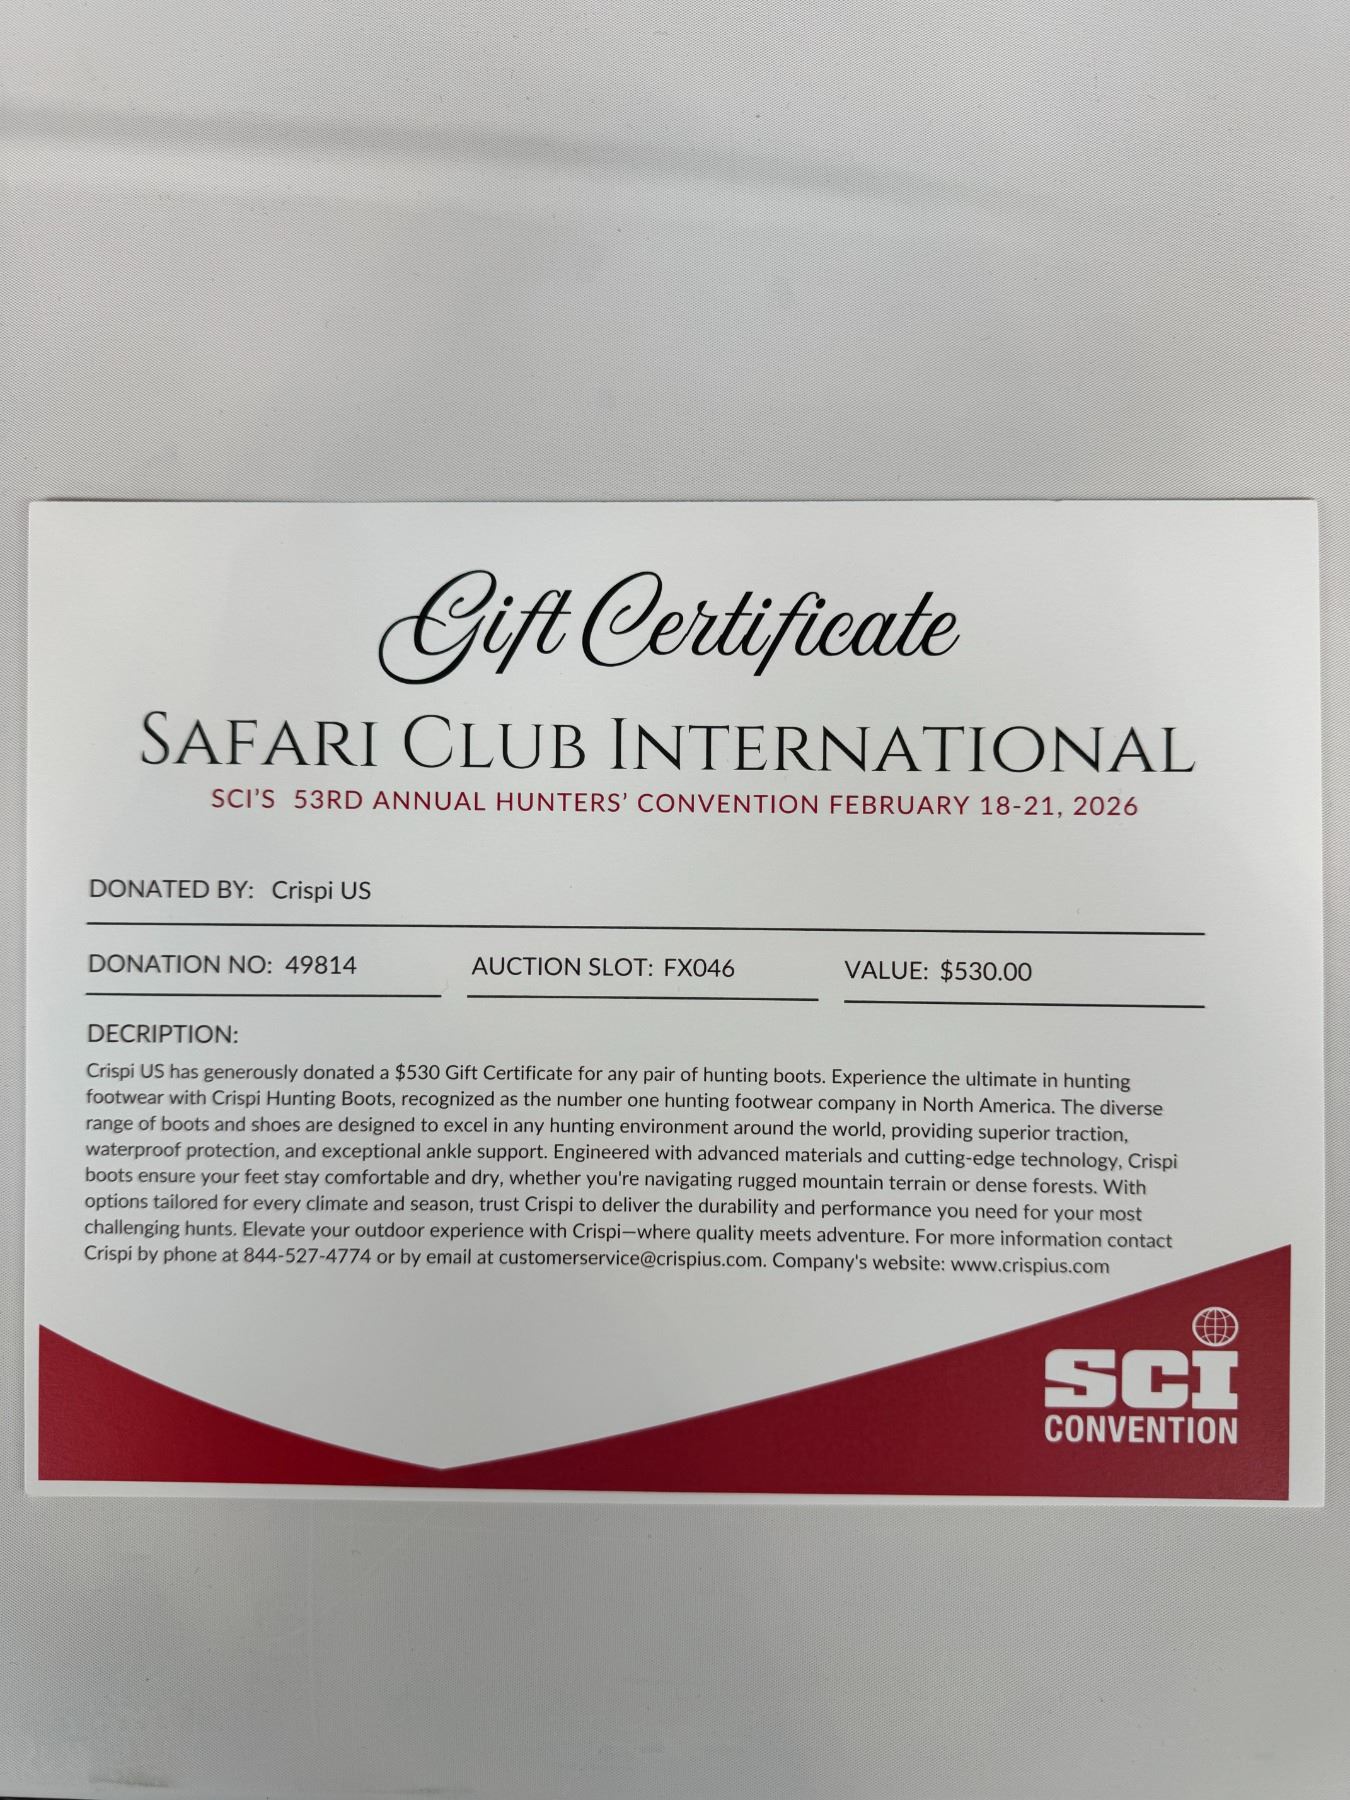 Gift Certificate
SAFARI CLUB INTERNATIONAL
SCI'S 53RD ANNUAL HUNTERS' CONVENTION FEBRUARY 18-21, 2026
DONATED BY: Crispi US
DONATION NO: 49814 AUCTION SLOT: FX046 VALUE: $530.00
DECRIPTION:
Crispi US has generously donated a $530 Gift Certificate for any pair of hunting boots. Experience the ultimate in hunting
footwear with Crispi Hunting Boots, recognized as the number one hunting footwear company in North America. The diverse
range of boots and shoes are designed to excel in any hunting environment around the world, providing superior traction,
waterproof protection, and exceptional ankle support. Engineered with advanced materials and cutting-edge technology, Crispi
boots ensure your feet stay comfortable and dry, whether you're navigating rugged mountain terrain or dense forests. With
options tailored for every climate and season, trust Crispi to deliver the durability and performance you need for your most
challenging hunts. Elevate your outdoor experience with Crispi—where quality meets adventure. For more information contact
Crispi by phone at 844-527-4774 or by email at customerservice@crispius.com. Company's website: www.crispius.com
SCI
CONVENTION